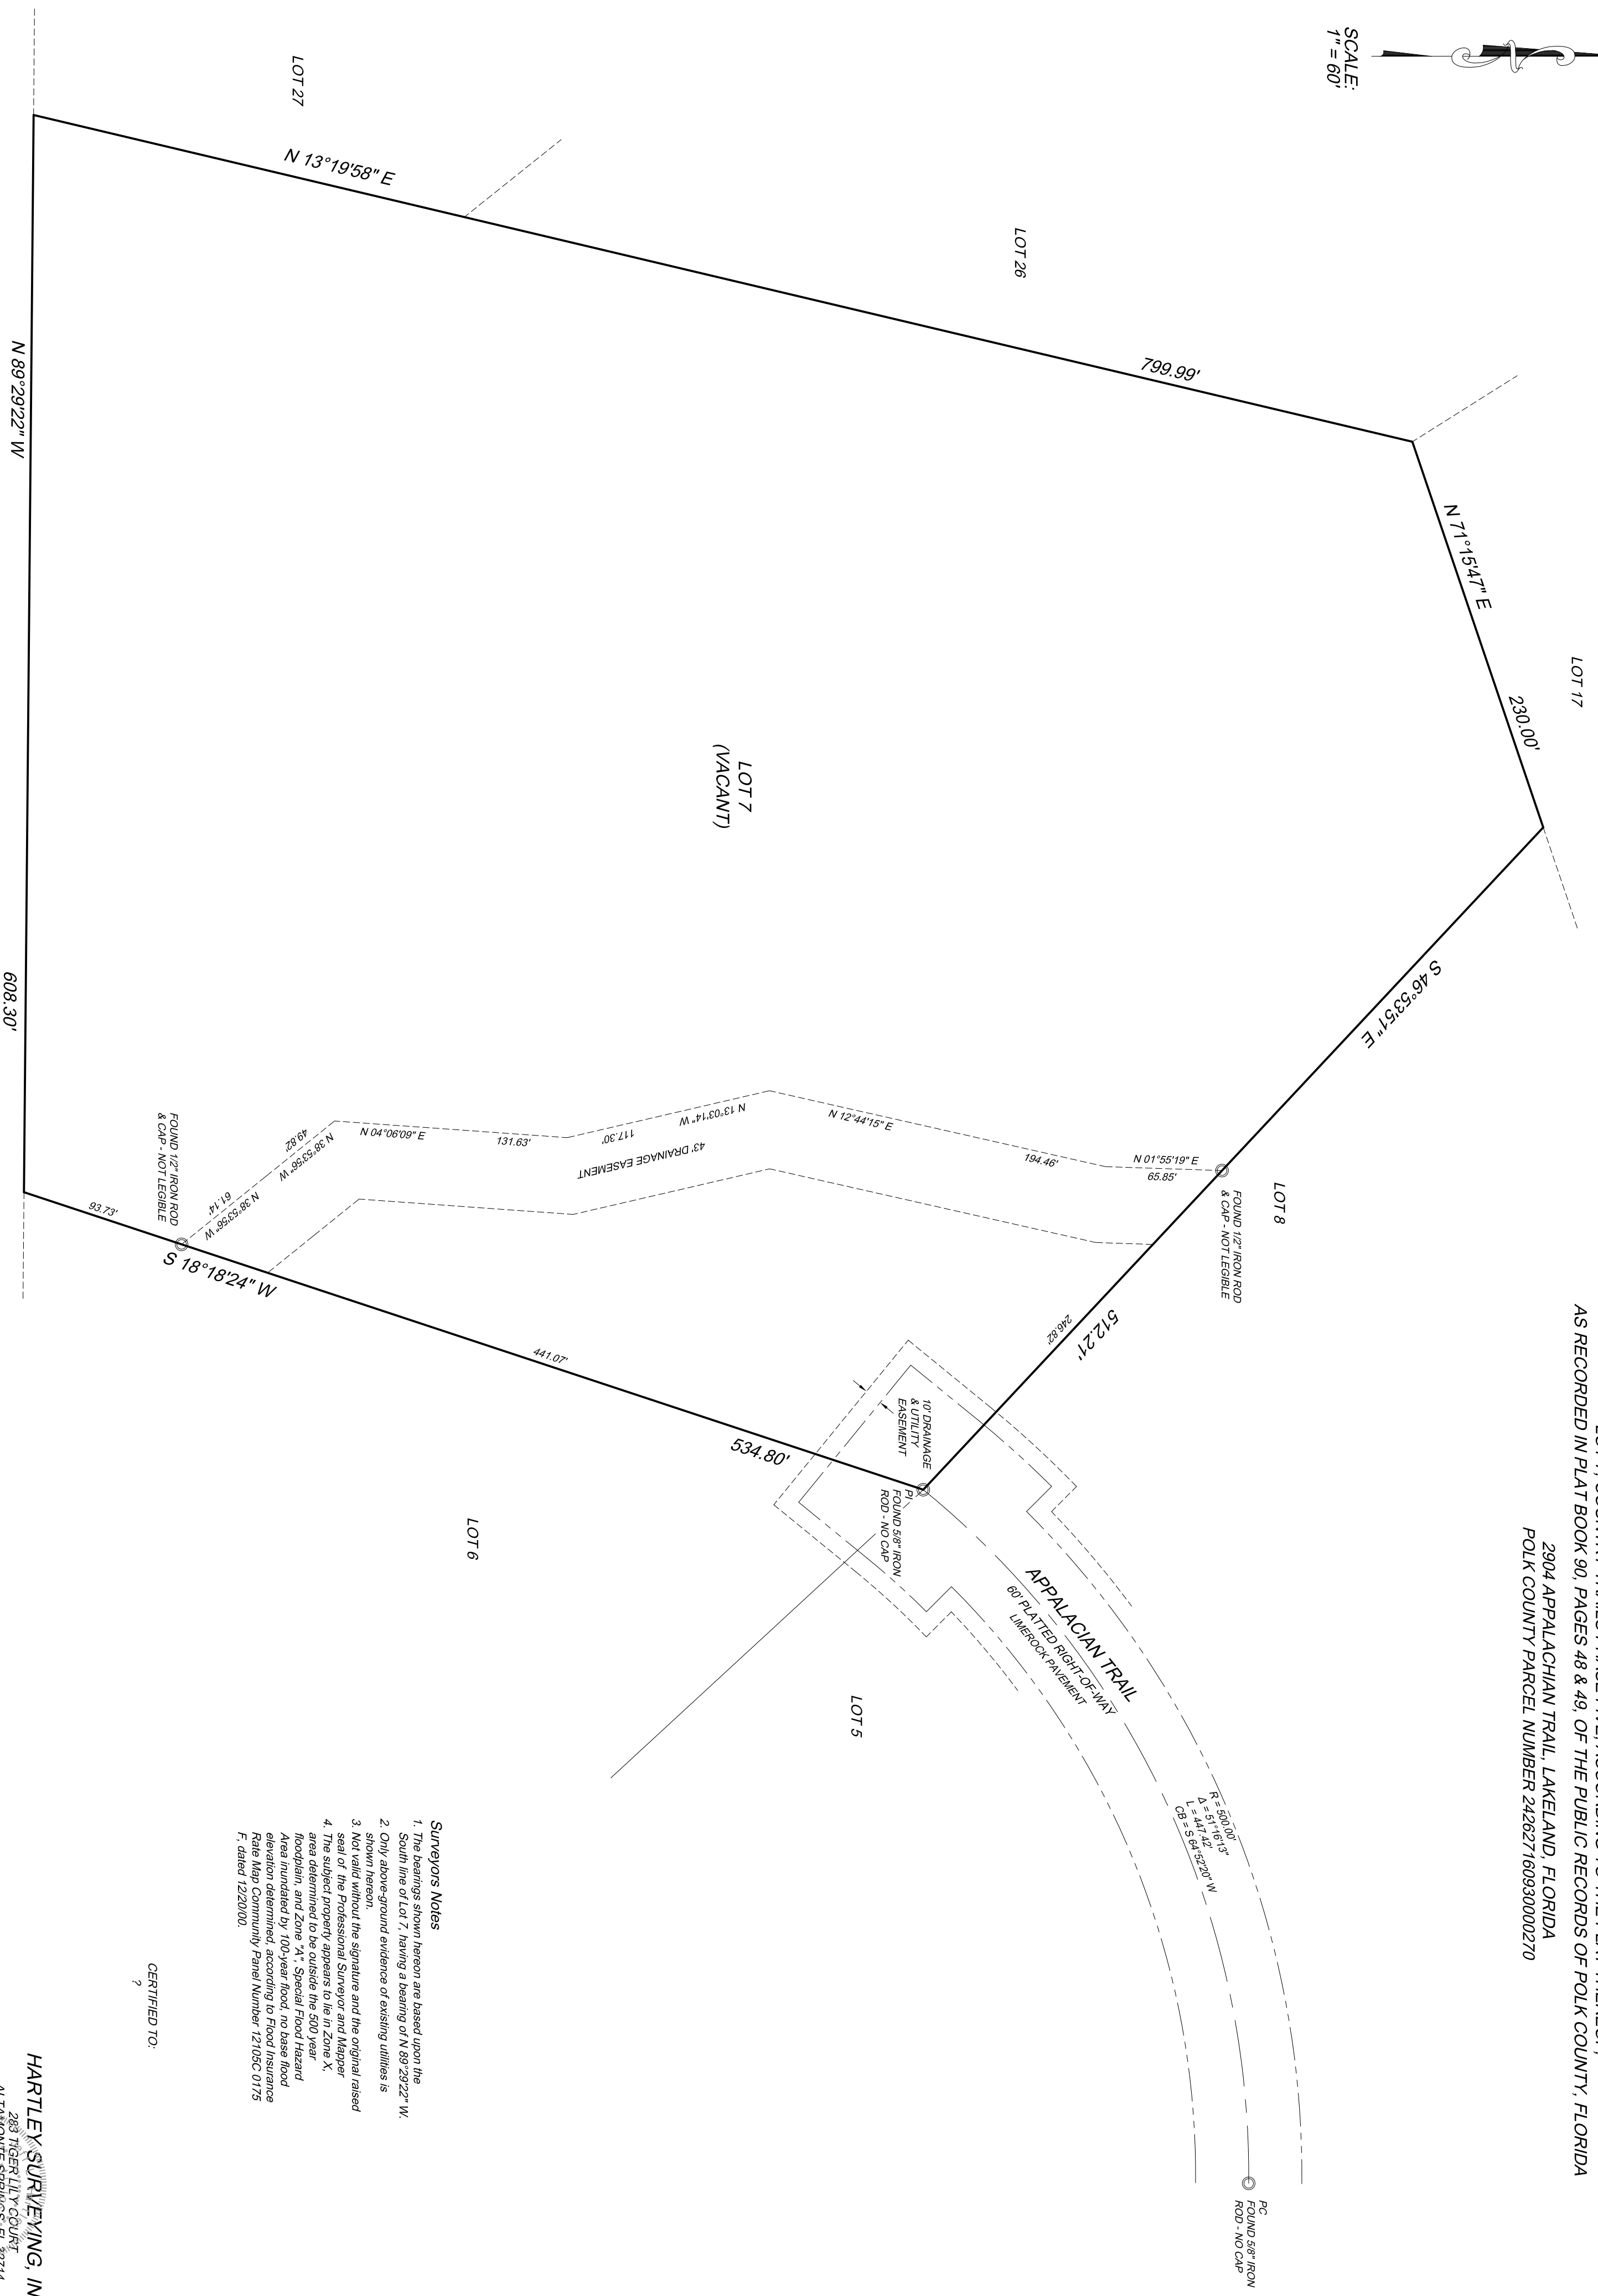 SCALE:
1" = 60'
AS RECORDED IN PLAT BOOK 90, PAGES 48 & 49, OF THE PUBLIC RECORDS OF POLK COUNTY, FLORIDA
2904 APPALACHIAN TRAIL, LAKELAND, FLORIDA
POLK COUNTY PARCEL NUMBER 242627160930000270
LOT 17
N 71°15'47" E
230.00'
LOT 26
799.99'
LOT 27
N 13°19'58" E
LOT 7
(VACANT)
S 46°53'51" E
LOT 8
FOUND 1/2" IRON ROD
& CAP - NOT LEGIBLE
512.21'
246.82'
N 01°55'19" E
65.85'
N 12°44'15" E
194.46'
N 13°03'14" W
117.30'
43' DRAINAGE EASEMENT
N 04°06'09" E
131.63'
N 38°53'56" W
49.82'
N 38°53'56" W
61.14'
FOUND 1/2" IRON ROD
& CAP - NOT LEGIBLE
93.73'
S 18°18'24" W
441.07'
534.80'
N 89°29'22" W
608.30'
10' DRAINAGE
& UTILITY
EASEMENT
PI
FOUND 5/8" IRON
ROD - NO CAP
APPALACIAN TRAIL
60' PLATTED RIGHT-OF-WAY
LIMEROCK PAVEMENT
R = 500.00'
Δ = 51°16'13"
L = 447.42'
CB = S 64°52'20" W
PC
FOUND 5/8" IRON
ROD - NO CAP
LOT 6
LOT 5
Surveyors Notes
1. The bearings shown hereon are based upon the
South line of Lot 7, having a bearing of N 89°29'22" W.
2. Only above-ground evidence of existing utilities is
shown hereon.
3. Not valid without the signature and the original raised
seal of the Professional Surveyor and Mapper
4. The subject property appears to lie in Zone X,
area determined to be outside the 500 year
floodplain, and Zone "A", Special Flood Hazard
Area inundated by 100-year flood, no base flood
elevation determined, according to Flood Insurance
Rate Map Community Panel Number 12105C 0175
F, dated 12/20/00.
CERTIFIED TO:
?
HARTLEY SURVEYING, IN
283 TIGER LILY COURT
ALTAMONTE SPRINGS, FL 32714